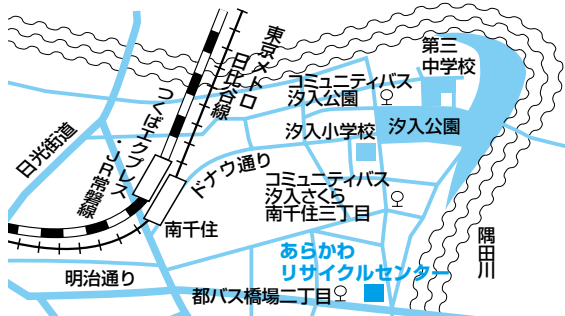 東京メトロ
日比谷線
第三
中学校
コミュニティバス
汐入公園
つくばエクプレス
・JR常磐線
日光街道
汐入小学校
汐入公園
ドナウ通り
コミュニティバス
汐入さくら
南千住三丁目
南千住
隅田川
あらかわ
リサイクルセンター
明治通り
都バス橋場二丁目